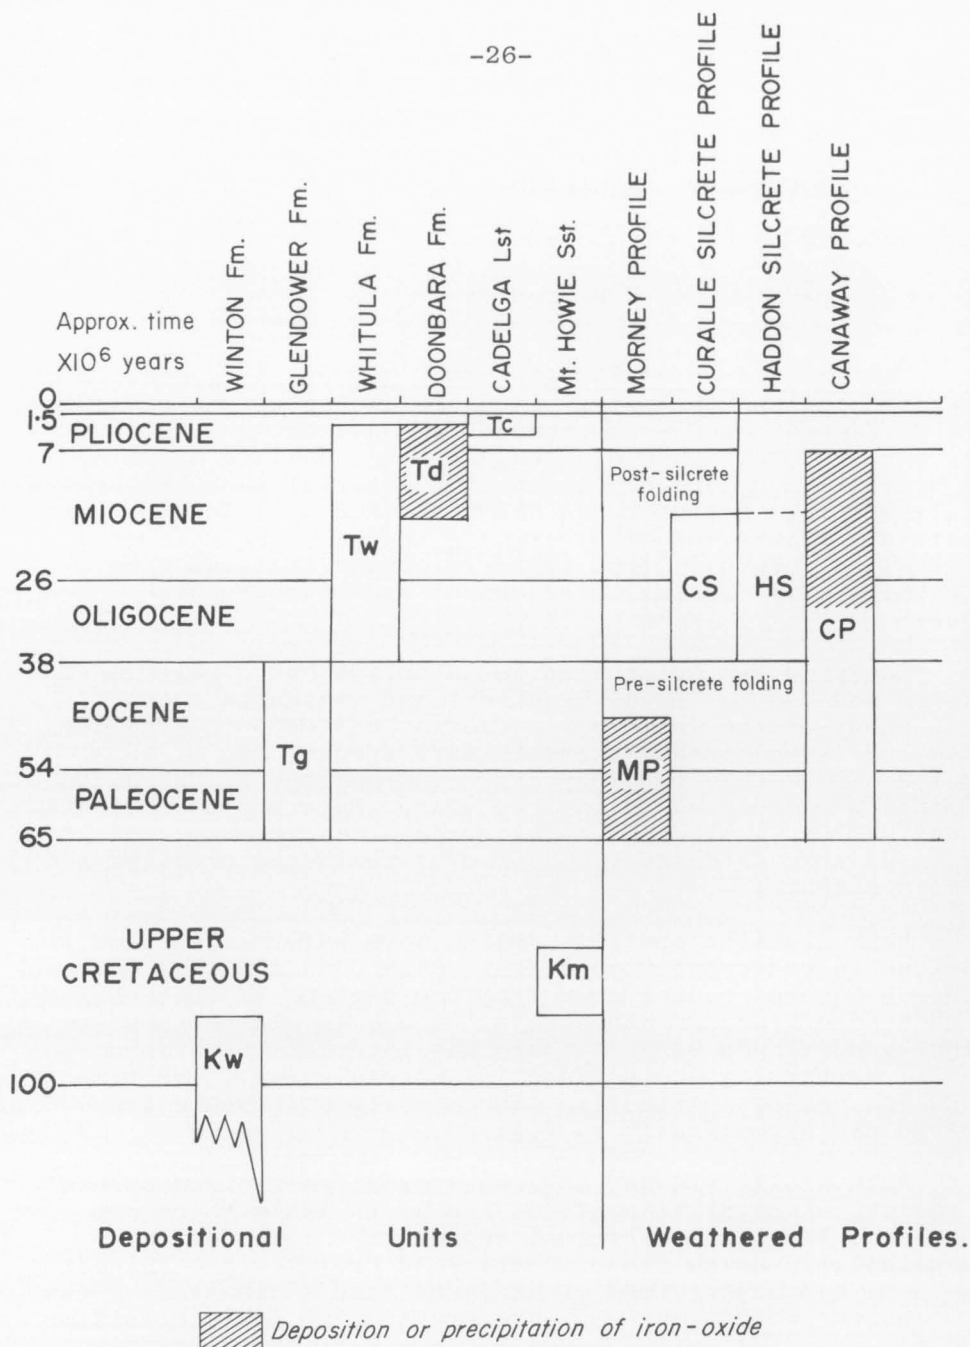 -26-
WINTON Fm.
GLENDOWER Fm.
WHITULA Fm.
DOONBARA Fm.
CADELGA Lst
Mt. HOWIE Sst.
MORNEY PROFILE
CURALLE SILCRETE PROFILE
HADDON SILCRETE PROFILE
CANAWAY PROFILE
Approx. time
X10⁶ years
0
1·5
PLIOCENE
Tc
7
Td
Post-silcrete
folding
MIOCENE
Tw
26
CS
HS
OLIGOCENE
CP
38
Pre-silcrete folding
EOCENE
Tg
MP
54
PALEOCENE
65
UPPER
CRETACEOUS
Km
Kw
100
Depositional Units
Weathered Profiles.
Deposition or precipitation of iron-oxide